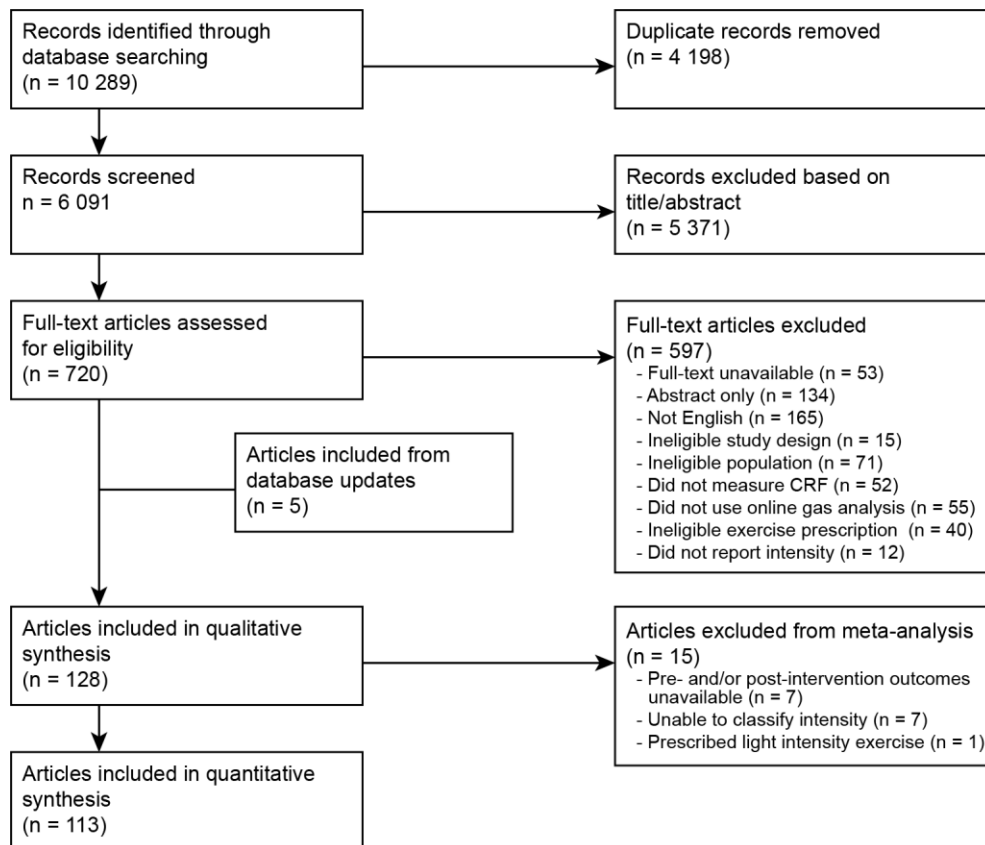 Records identified through
database searching
(n = 10 289)
Duplicate records removed
(n = 4 198)
Records screened
n = 6 091
Records excluded based on
title/abstract
(n = 5 371)
Full-text articles assessed
for eligibility
(n = 720)
Full-text articles excluded
(n = 597)
- Full-text unavailable (n = 53)
- Abstract only (n = 134)
- Not English (n = 165)
- Ineligible study design (n = 15)
- Ineligible population (n = 71)
- Did not measure CRF (n = 52)
- Did not use online gas analysis (n = 55)
- Ineligible exercise prescription (n = 40)
- Did not report intensity (n = 12)
Articles included from
database updates
(n = 5)
Articles included in qualitative
synthesis
(n = 128)
Articles excluded from meta-analysis
(n = 15)
- Pre- and/or post-intervention outcomes
unavailable (n = 7)
- Unable to classify intensity (n = 7)
- Prescribed light intensity exercise (n = 1)
Articles included in quantitative
synthesis
(n = 113)